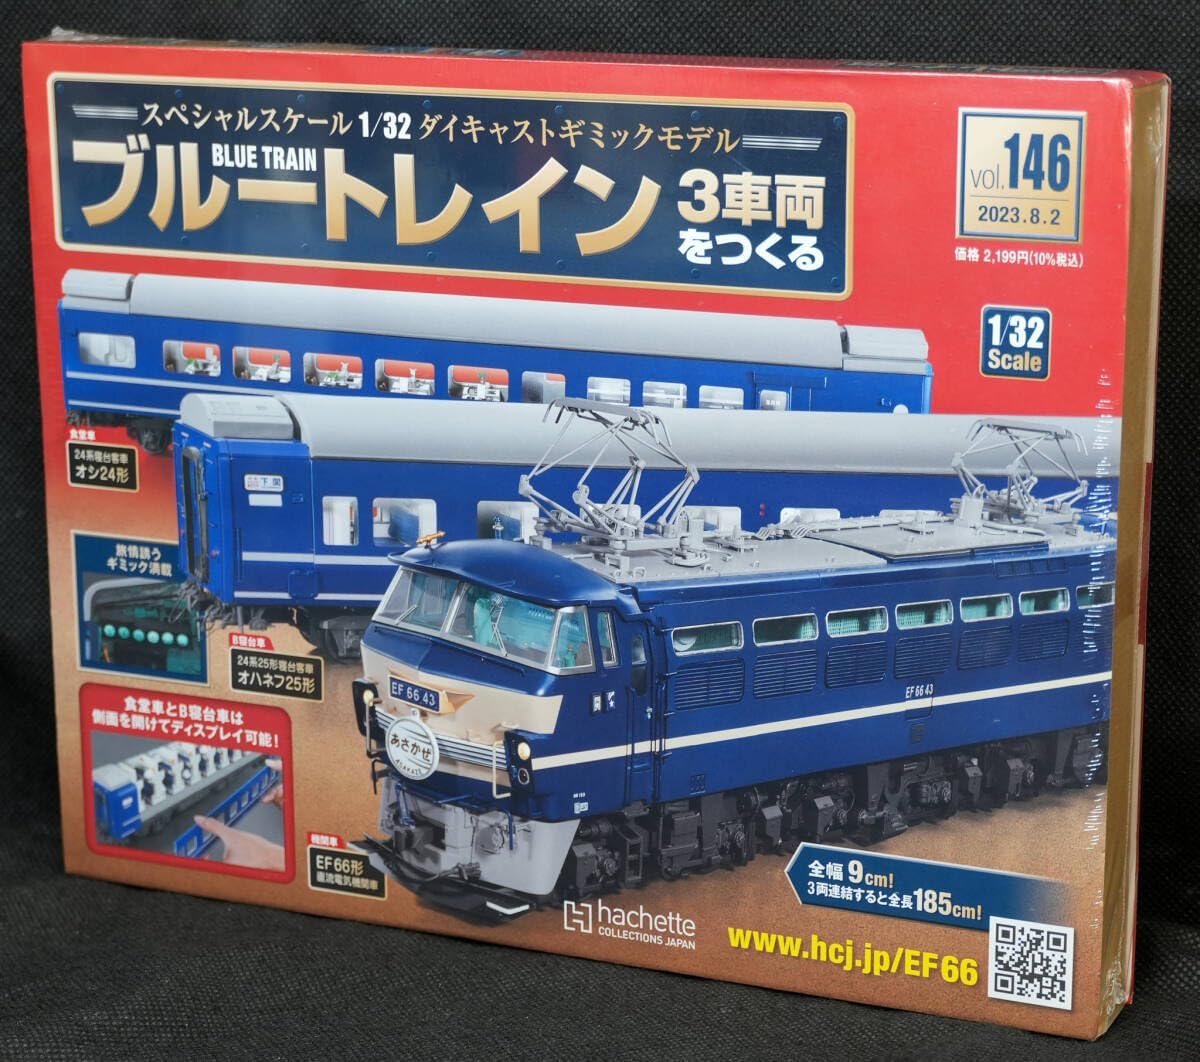 スペシャルスケール 1/32 ダイキャストギミックモデル
BLUE TRAIN
ブルートレイン
3車両
をつくる
vol.146
2023.8.2
価格 2,199円(10%税込)
1/32
Scale
食堂車
24系寝台客車
オシ24形
下関
旅情誘う
ギミック満載
B寝台車
24系25形寝台客車
オハネフ25形
食堂車とB寝台車は
側面を開けてディスプレイ可能!
EF 66 43
あさかぜ
ASAKAZE
EF 66 43
機関車
EF66形
直流電気機関車
全幅9cm!
3両連結すると全長185cm!
hachette
COLLECTIONS JAPAN
www.hcj.jp/EF66